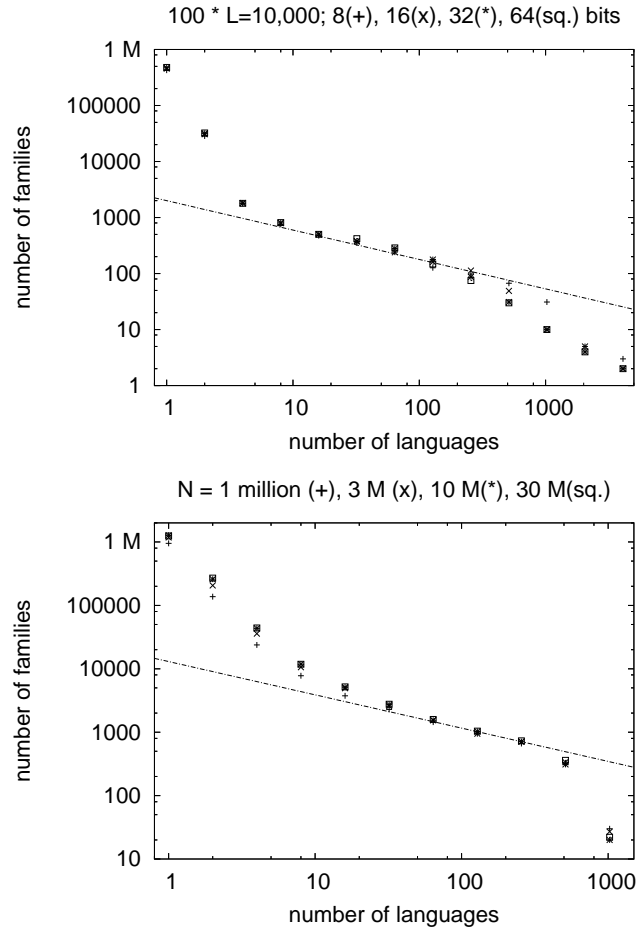 100 * L=10,000; 8(+), 16(x), 32(*), 64(sq.) bits
1 M
100000
10000
1000
100
10
1
number of families
1 10 100 1000
number of languages
N = 1 million (+), 3 M (x), 10 M(*), 30 M(sq.)
1 M
100000
10000
1000
100
10
number of families
1 10 100 1000
number of languages